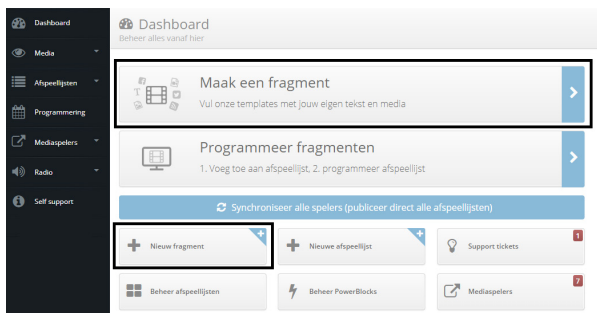 Dashboard
Media
Afspeellijsten
Programmering
Mediaspelers
Radio
Self support
Dashboard
Beheer alles vanaf hier
Maak een fragment
Vul onze templates met jouw eigen tekst en media
Programmeer fragmenten
1. Voeg toe aan afspeellijst, 2. programmeer afspeellijst
Synchroniseer alle spelers (publiceer direct alle afspeellijsten)
Nieuw fragment
Nieuwe afspeellijst
Support tickets
1
Beheer afspeellijsten
Beheer PowerBlocks
Mediaspelers
7